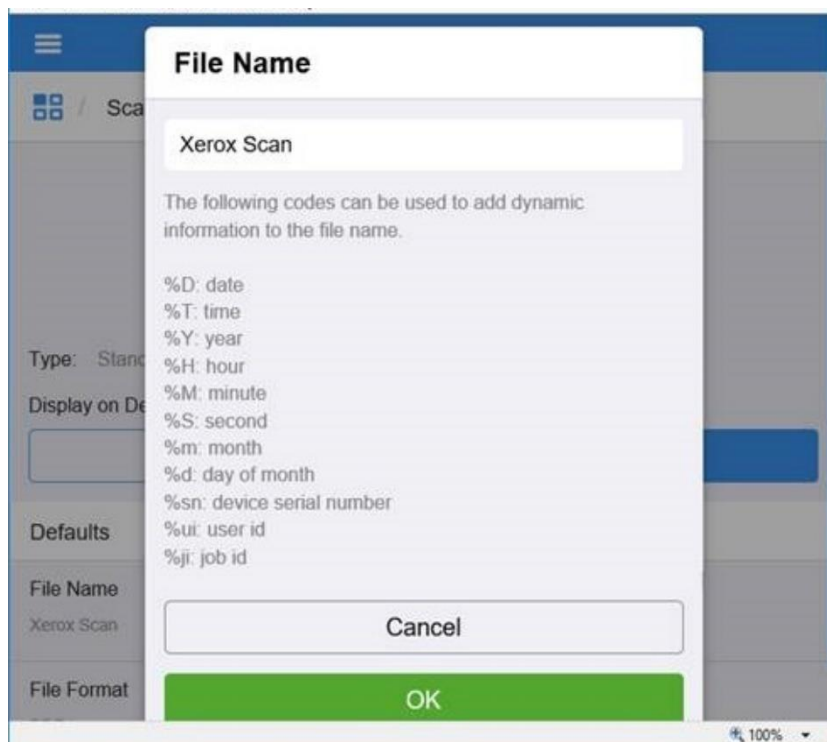 File Name
/ Sca
Xerox Scan
The following codes can be used to add dynamic
information to the file name.
%D: date
%T: time
%Y: year
%H: hour
%M: minute
%S: second
%m: month
%d: day of month
%sn: device serial number
%ui: user id
%ji: job id
Type: Stand
Display on De
Defaults
File Name
Xerox Scan
File Format
Cancel
OK
100%